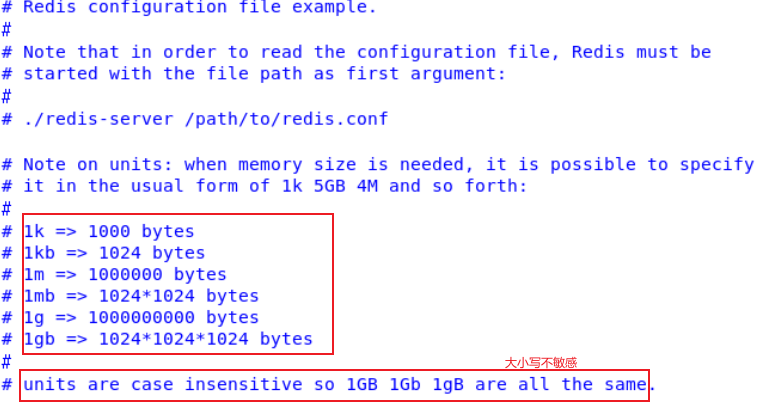 # Redis configuration file example.
#
# Note that in order to read the configuration file, Redis must be
# started with the file path as first argument:
#
# ./redis-server /path/to/redis.conf
# Note on units: when memory size is needed, it is possible to specify
# it in the usual form of 1k 5GB 4M and so forth:
#
# 1k => 1000 bytes
# 1kb => 1024 bytes
# 1m => 1000000 bytes
# 1mb => 1024*1024 bytes
# 1g => 1000000000 bytes
# 1gb => 1024*1024*1024 bytes
#
大小写不敏感
# units are case insensitive so 1GB 1Gb 1gB are all the same.